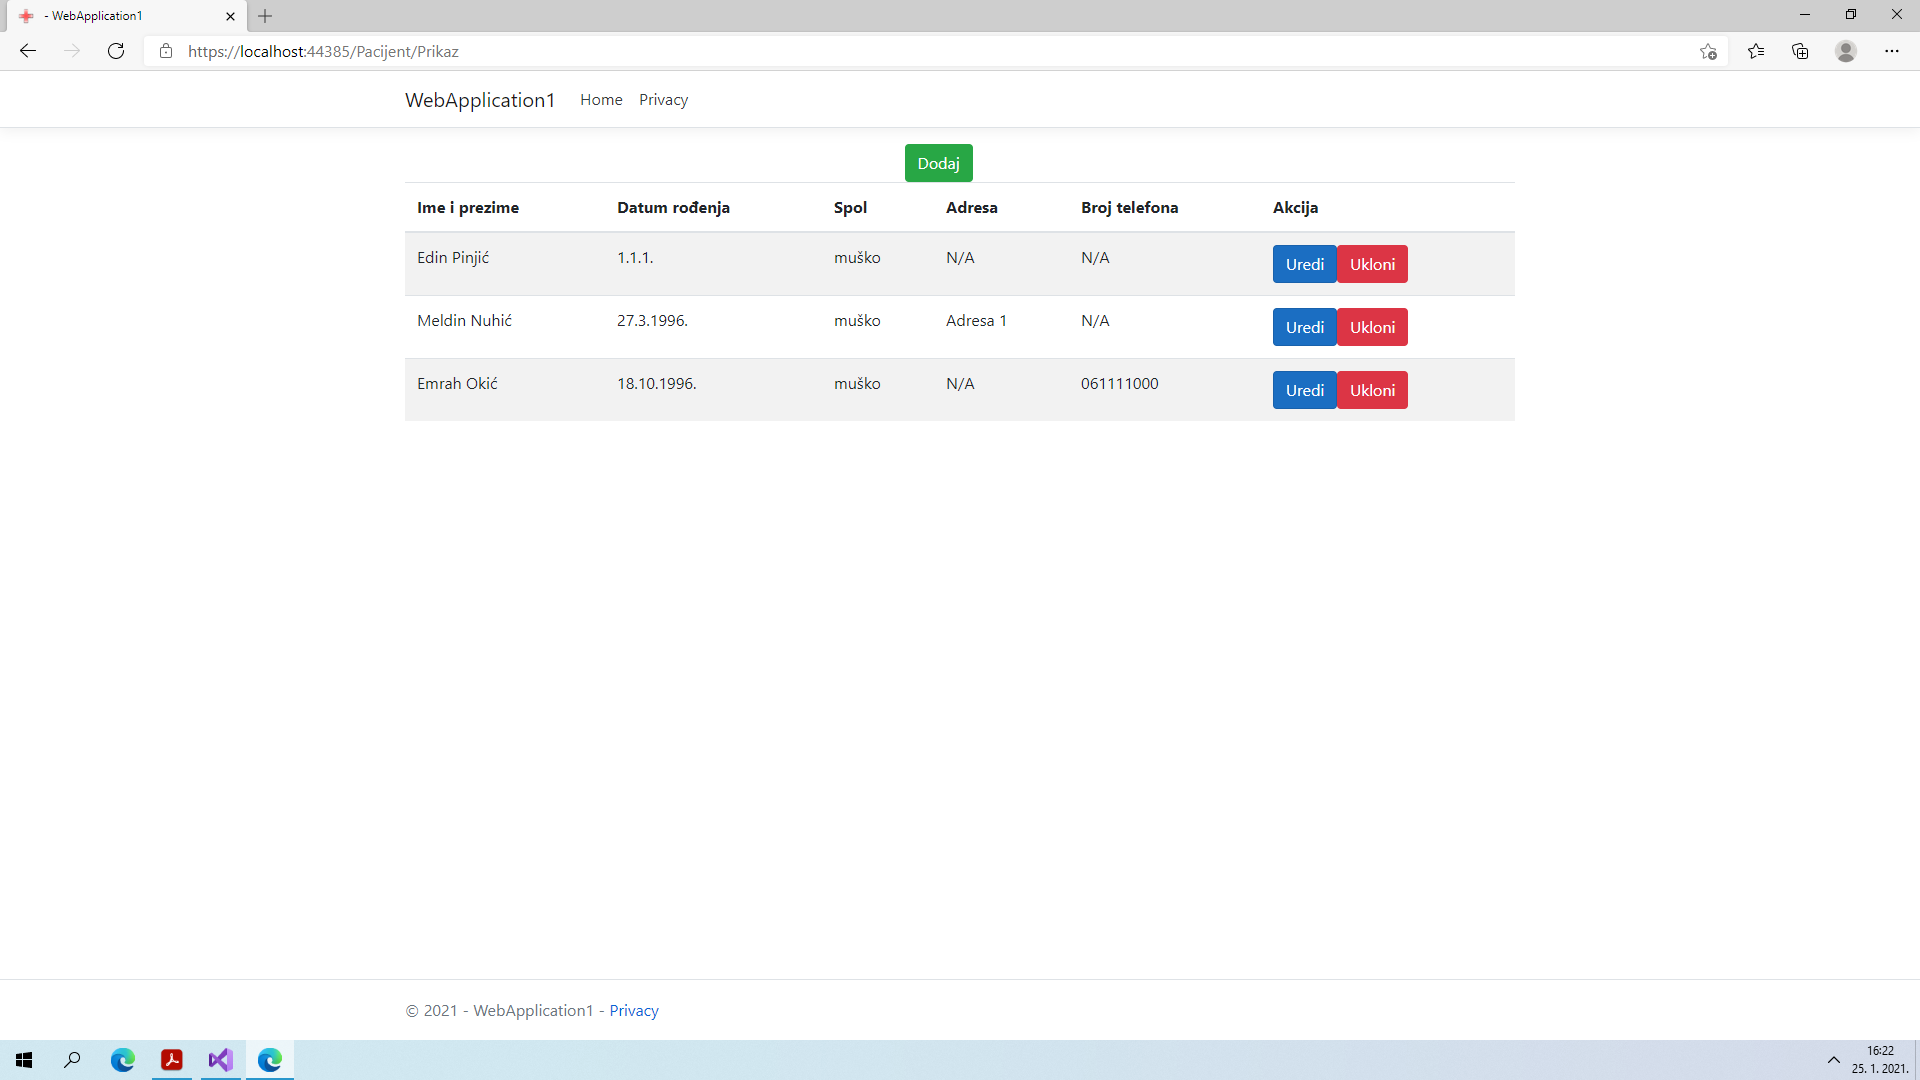 - WebApplication1
https://localhost:44385/Pacijent/Prikaz
WebApplication1 Home Privacy
Dodaj
Ime i prezime Datum rođenja Spol Adresa Broj telefona Akcija
Edin Pinjić 1.1.1. muško N/A N/A Uredi Ukloni
Meldin Nuhić 27.3.1996. muško Adresa 1 N/A Uredi Ukloni
Emrah Okić 18.10.1996. muško N/A 061111000 Uredi Ukloni
© 2021 - WebApplication1 - Privacy
16:22
25. 1. 2021.